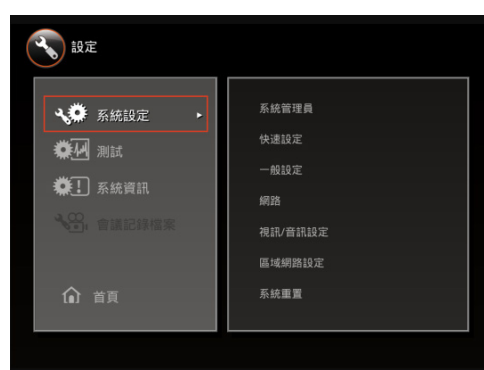 設定
系統設定
測試
系統資訊
會議記錄檔案
首頁
系統管理員
快速設定
一般設定
網路
視訊/音訊設定
區域網路設定
系統重置